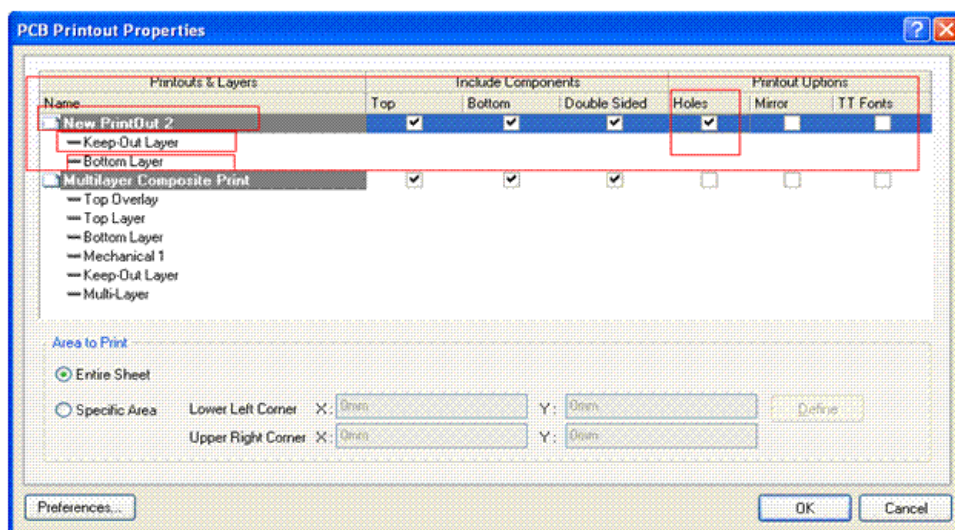 PCB Printout Properties
Printouts & Layers Include Components Printout Options
Name Top Bottom Double Sided Holes Mirror TT Fonts
New PrintOut 2
Keep-Out Layer
Bottom Layer
Multilayer Composite Print
Top Overlay
Top Layer
Bottom Layer
Mechanical 1
Keep-Out Layer
Multi-Layer
Area to Print
Entire Sheet
Specific Area Lower Left Corner X: 0mm Y: 0mm Define
Upper Right Corner X: 0mm Y: 0mm
Preferences... OK Cancel